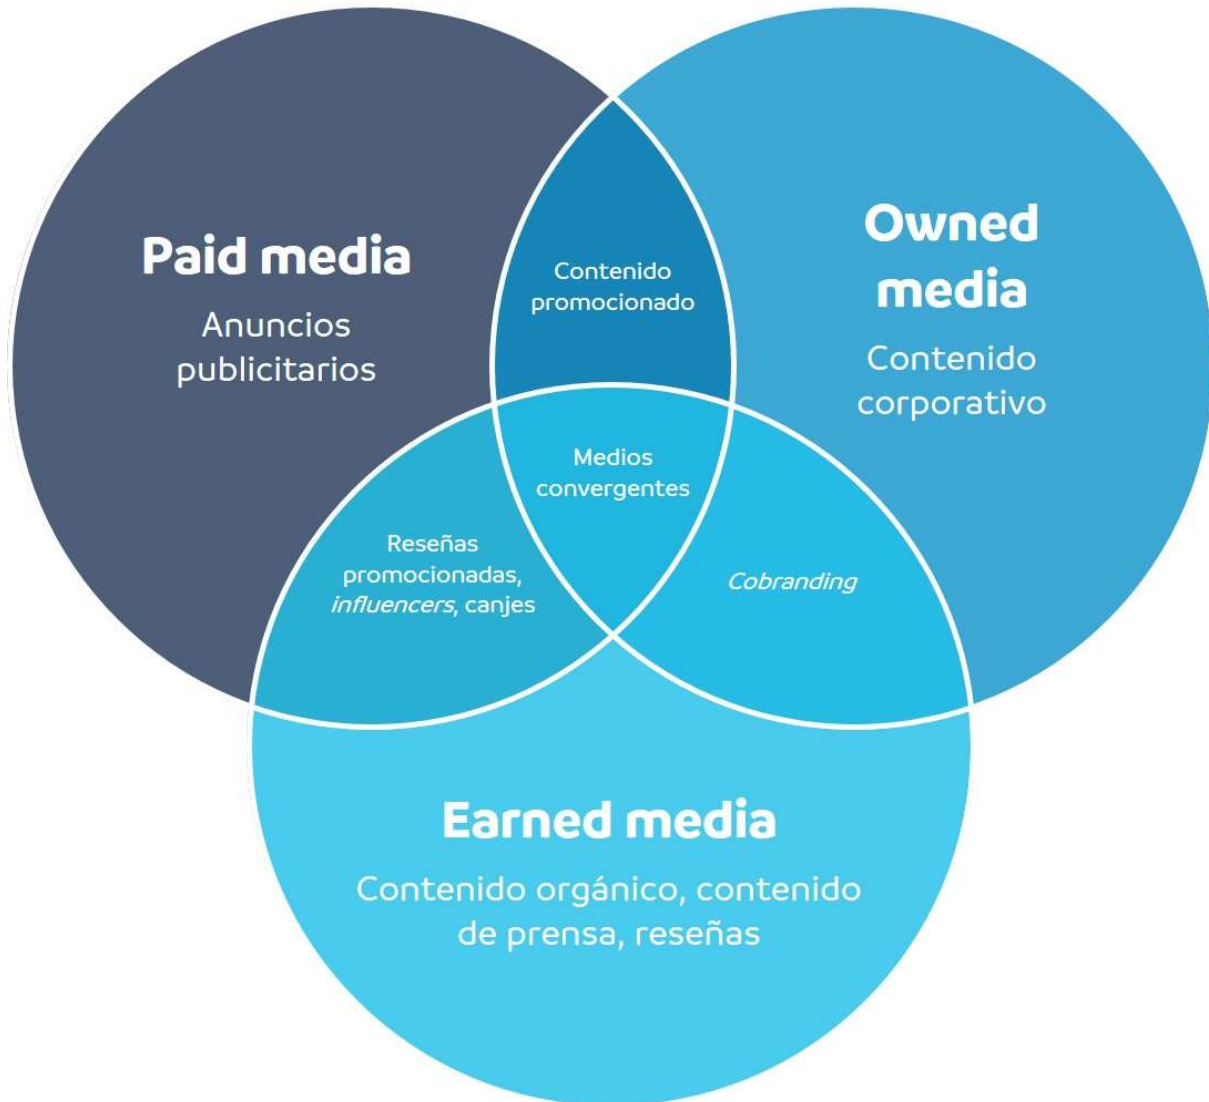 Paid media
Anuncios
publicitarios
Contenido
promocionado
Owned
media
Contenido
corporativo
Medios
convergentes
Reseñas
promocionadas,
influencers, canjes
Cobranding
Earned media
Contenido orgánico, contenido
de prensa, reseñas